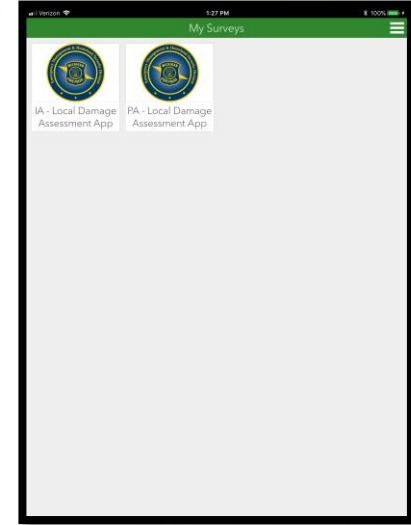 Verizon 1:27 PM 100%
My Surveys
IA - Local Damage
Assessment App
PA - Local Damage
Assessment App